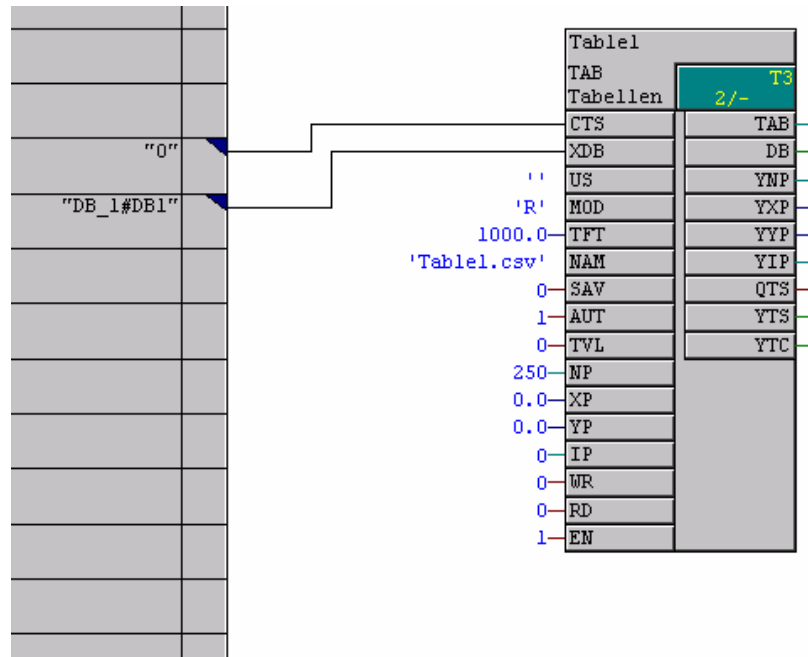 Table1
TAB
T3
Tabellen
2/-
CTS
TAB
"0"
XDB
DB
''
US
YNP
"DB_1#DB1"
'R'
MOD
YXP
1000.0
TFT
YYP
'Table1.csv'
NAM
YIP
0
SAV
QTS
1
AUT
YTS
0
TVL
YTC
250
NP
0.0
XP
0.0
YP
0
IP
0
WR
0
RD
1
EN